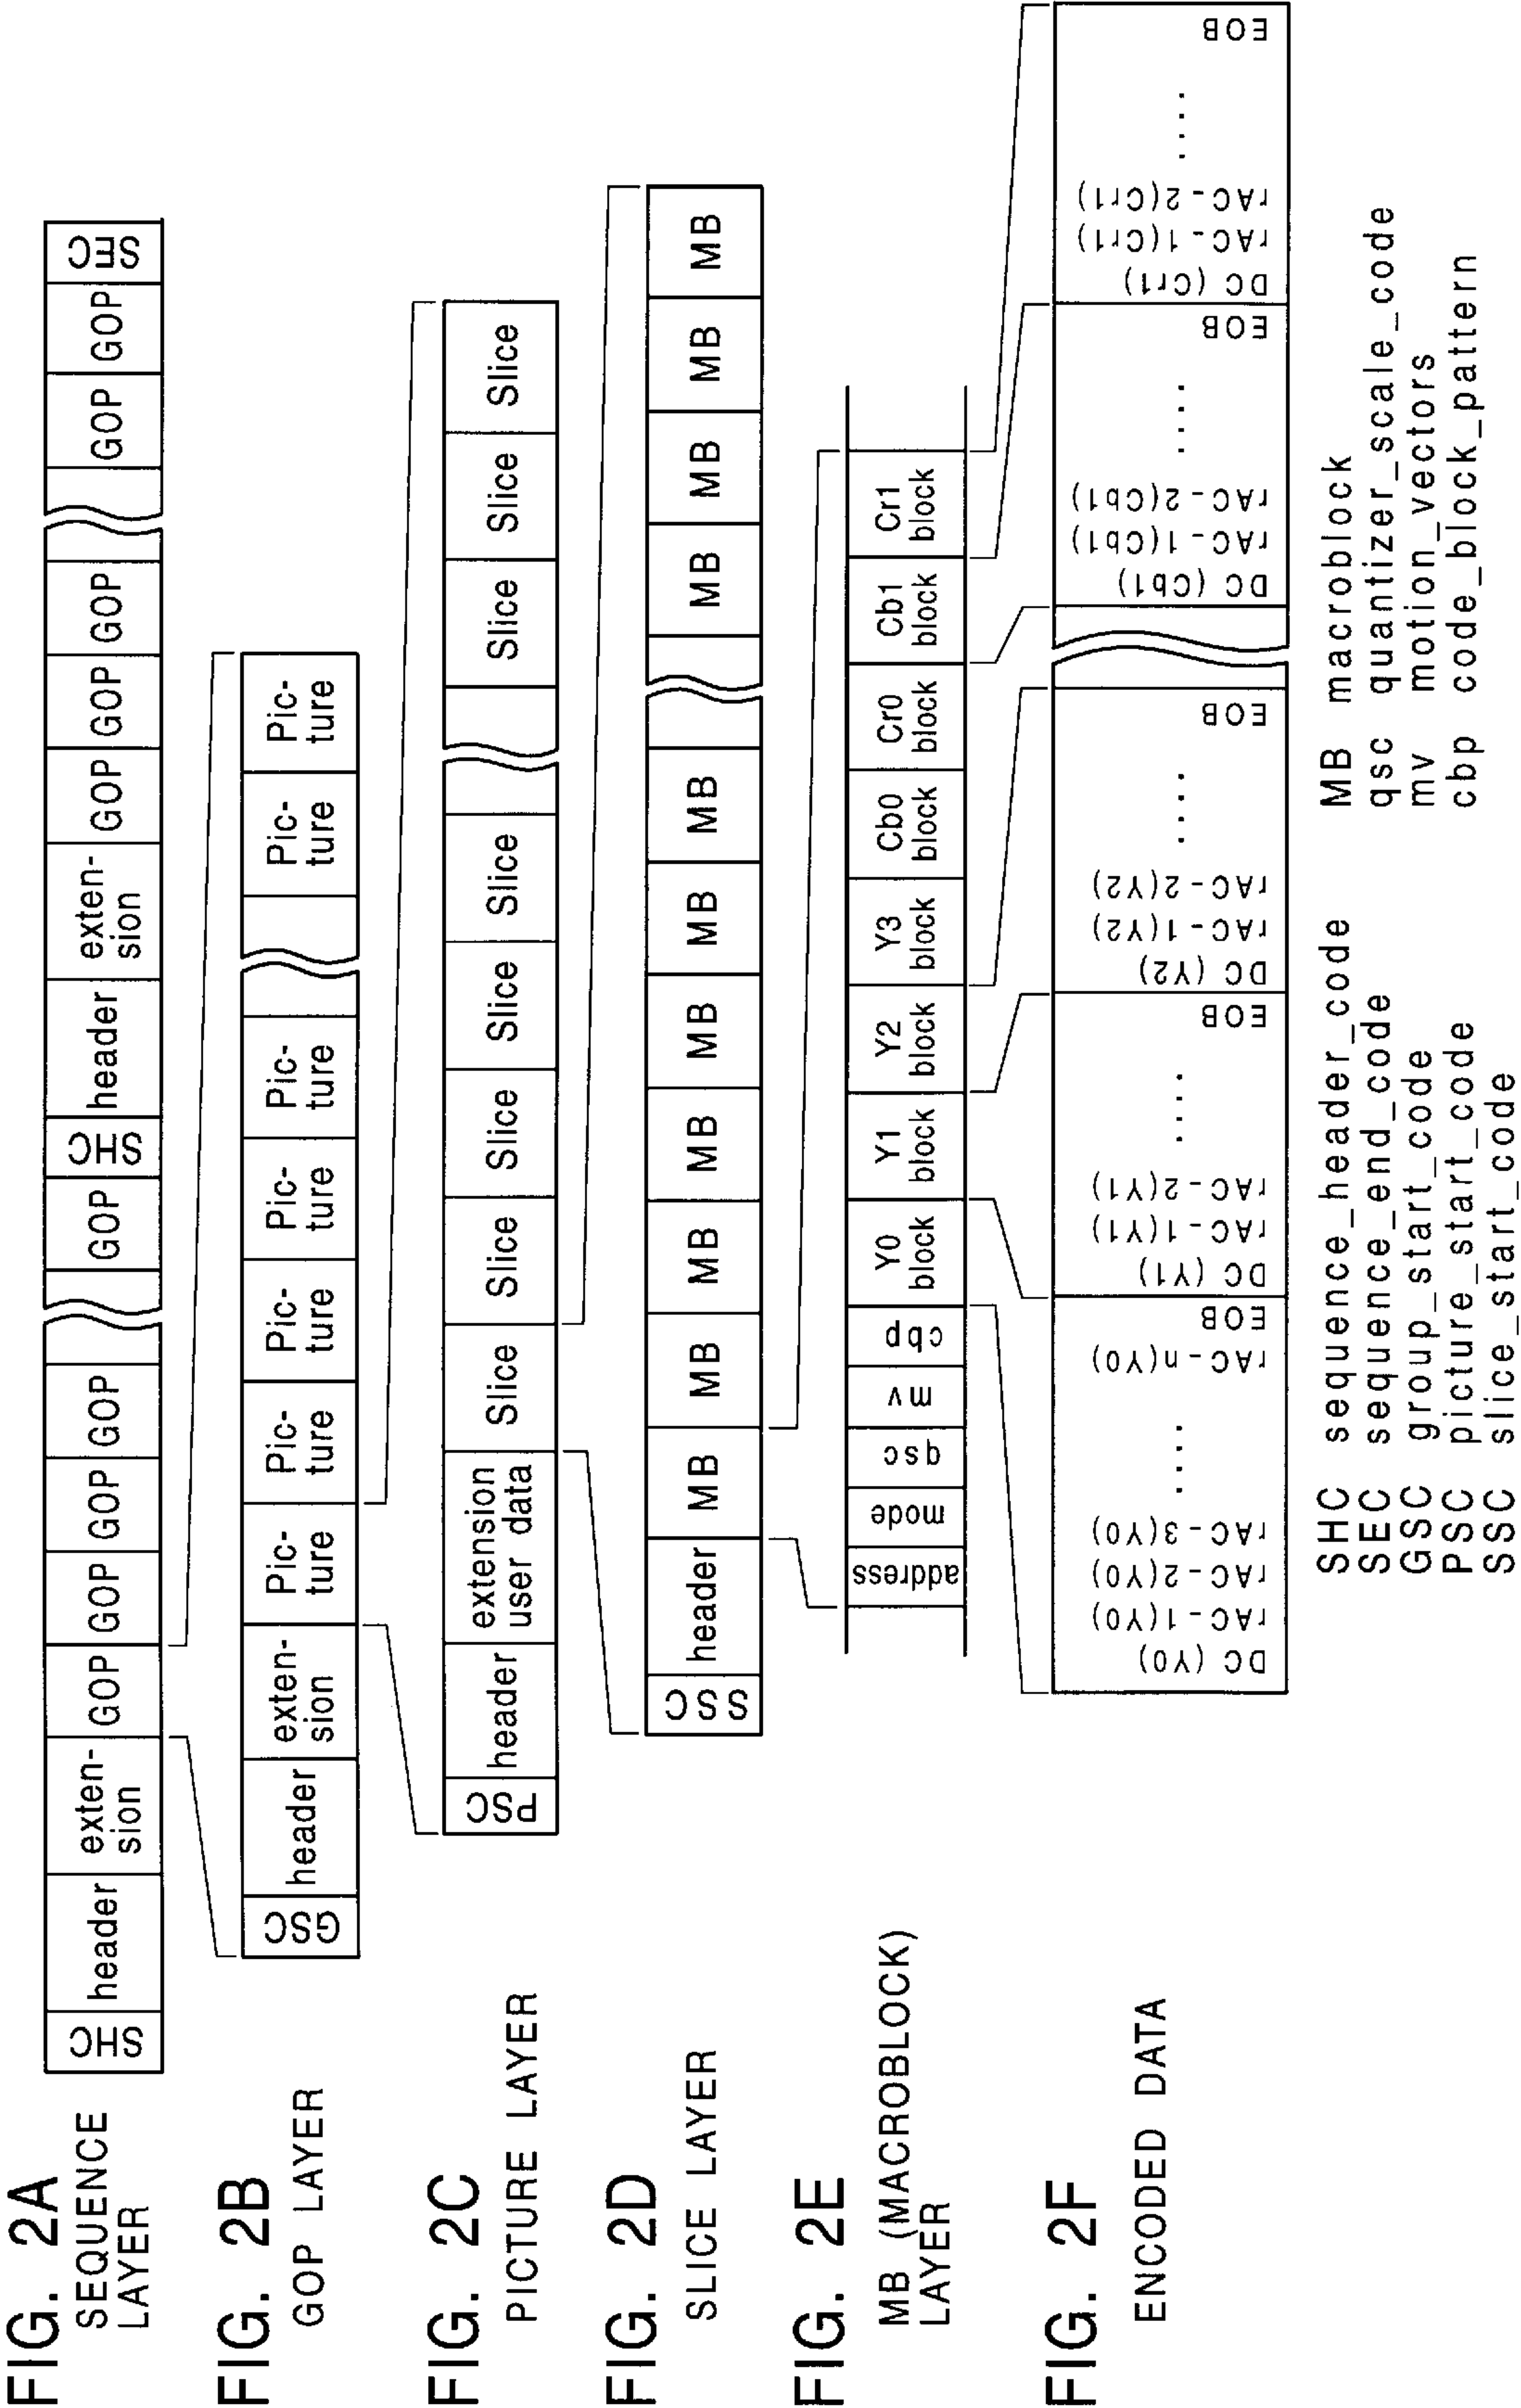 FIG. 2A
SEQUENCE
LAYER
SHC
header
exten-
sion
GOP
GOP
GOP
GOP
GOP
SHC
header
exten-
sion
GOP
GOP
GOP
GOP
GOP
SEC
FIG. 2B
GOP LAYER
GSC
header
exten-
sion
Pic-
ture
Pic-
ture
Pic-
ture
Pic-
ture
Pic-
ture
Pic-
ture
Pic-
ture
FIG. 2C
PICTURE LAYER
PSC
header
extension
user data
Slice
Slice
Slice
Slice
Slice
Slice
Slice
Slice
FIG. 2D
SLICE LAYER
SSC
header
MB
MB
MB
MB
MB
MB
MB
MB
MB
MB
MB
FIG. 2E
MB (MACROBLOCK)
LAYER
address
mode
qsc
mv
cbp
Y0
block
Y1
block
Y2
block
Y3
block
Cb0
block
Cr0
block
Cb1
block
Cr1
block
FIG. 2F
ENCODED DATA
DC (Y0)
rAC-1(Y0)
rAC-2(Y0)
rAC-3(Y0)
....
rAC-n(Y0)
EOB
DC (Y1)
rAC-1(Y1)
rAC-2(Y1)
....
EOB
DC (Y2)
rAC-1(Y2)
rAC-2(Y2)
....
EOB
DC (Cb1)
rAC-1(Cb1)
rAC-2(Cb1)
....
EOB
DC (Cr1)
rAC-1(Cr1)
rAC-2(Cr1)
....
EOB
SHC sequence_header_code
SEC sequence_end_code
GSC group_start_code
PSC picture_start_code
SSC slice_start_code
MB macroblock
qsc quantizer_scale_code
mv motion_vectors
cbp code_block_pattern